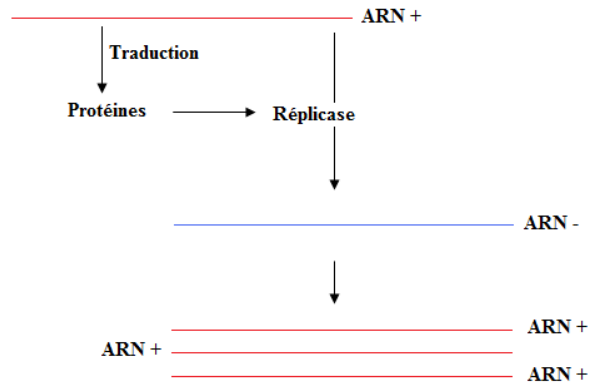 ARN +
Traduction
Protéines
Réplicase
ARN -
ARN +
ARN +
ARN +